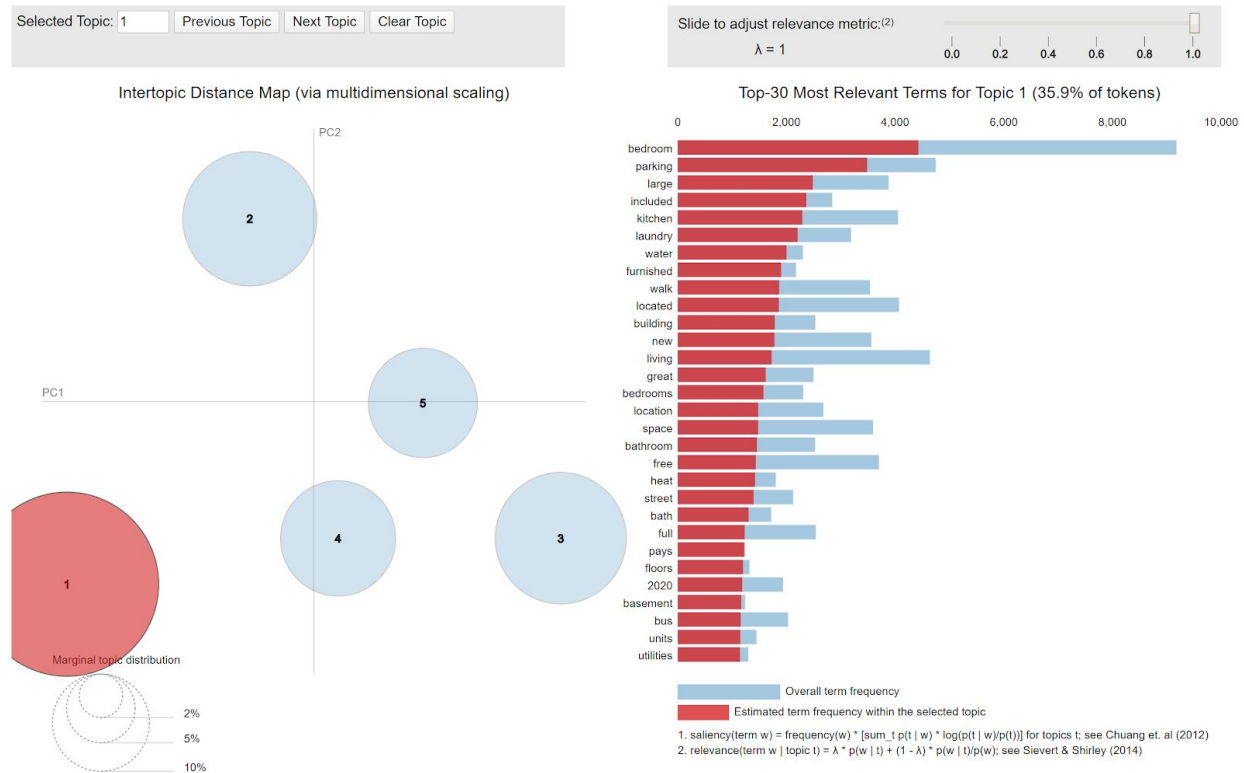 Selected Topic: 1 Previous Topic Next Topic Clear Topic
Slide to adjust relevance metric:(2)
λ = 1
0.0 0.2 0.4 0.6 0.8 1.0
Intertopic Distance Map (via multidimensional scaling)
PC2
PC1
2
5
4
3
1
Marginal topic distribution
2%
5%
10%
Top-30 Most Relevant Terms for Topic 1 (35.9% of tokens)
0 2,000 4,000 6,000 8,000 10,000
bedroom
parking
large
included
kitchen
laundry
water
furnished
walk
located
building
new
living
great
bedrooms
location
space
bathroom
free
heat
street
bath
full
pays
floors
2020
basement
bus
units
utilities
Overall term frequency
Estimated term frequency within the selected topic
1. saliency(term w) = frequency(w) * [sum_t p(t | w) * log(p(t | w)/p(t))] for topics t; see Chuang et. al (2012)
2. relevance(term w | topic t) = λ * p(w | t) + (1 - λ) * p(w | t)/p(w); see Sievert & Shirley (2014)